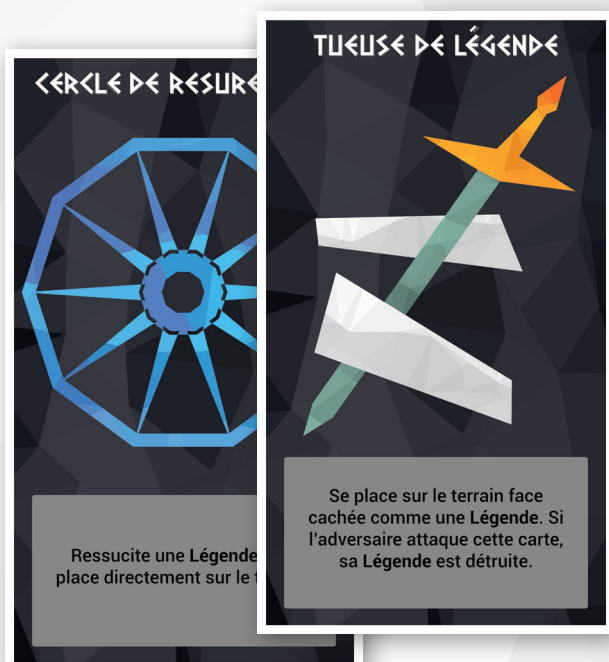 CERCLE DE RESURE
Ressucite une Légende
place directement sur le t
TUEUSE DE LÉGENDE
Se place sur le terrain face
cachée comme une Légende. Si
l'adversaire attaque cette carte,
sa Légende est détruite.